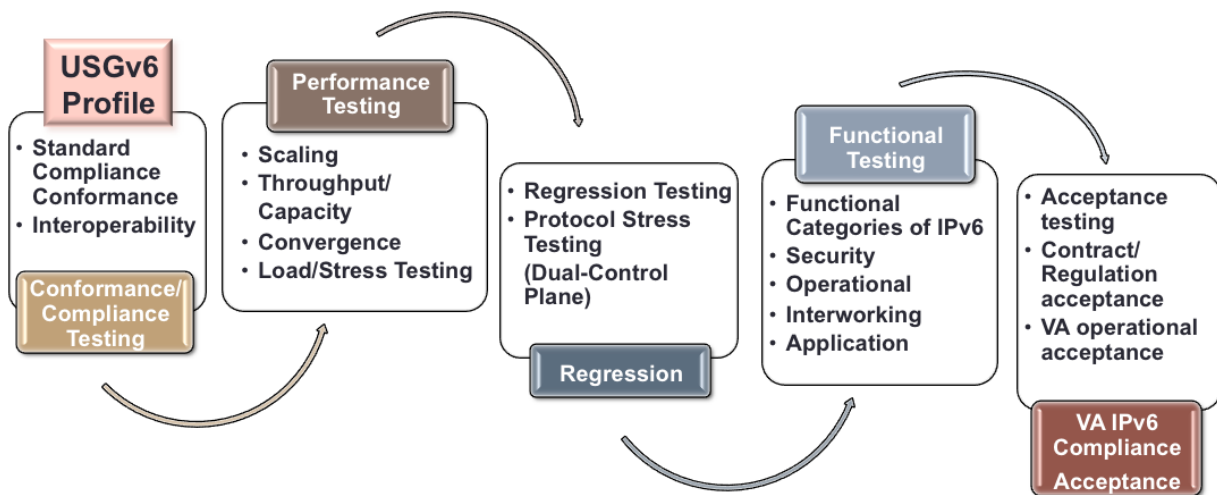 USGv6
Profile
• Standard
Compliance
Conformance
• Interoperability
Conformance/
Compliance
Testing
Performance
Testing
• Scaling
• Throughput/
Capacity
• Convergence
• Load/Stress Testing
• Regression Testing
• Protocol Stress
Testing
(Dual-Control
Plane)
Regression
Functional
Testing
• Functional
Categories of IPv6
• Security
• Operational
• Interworking
• Application
• Acceptance
testing
• Contract/
Regulation
acceptance
• VA operational
acceptance
VA IPv6
Compliance
Acceptance